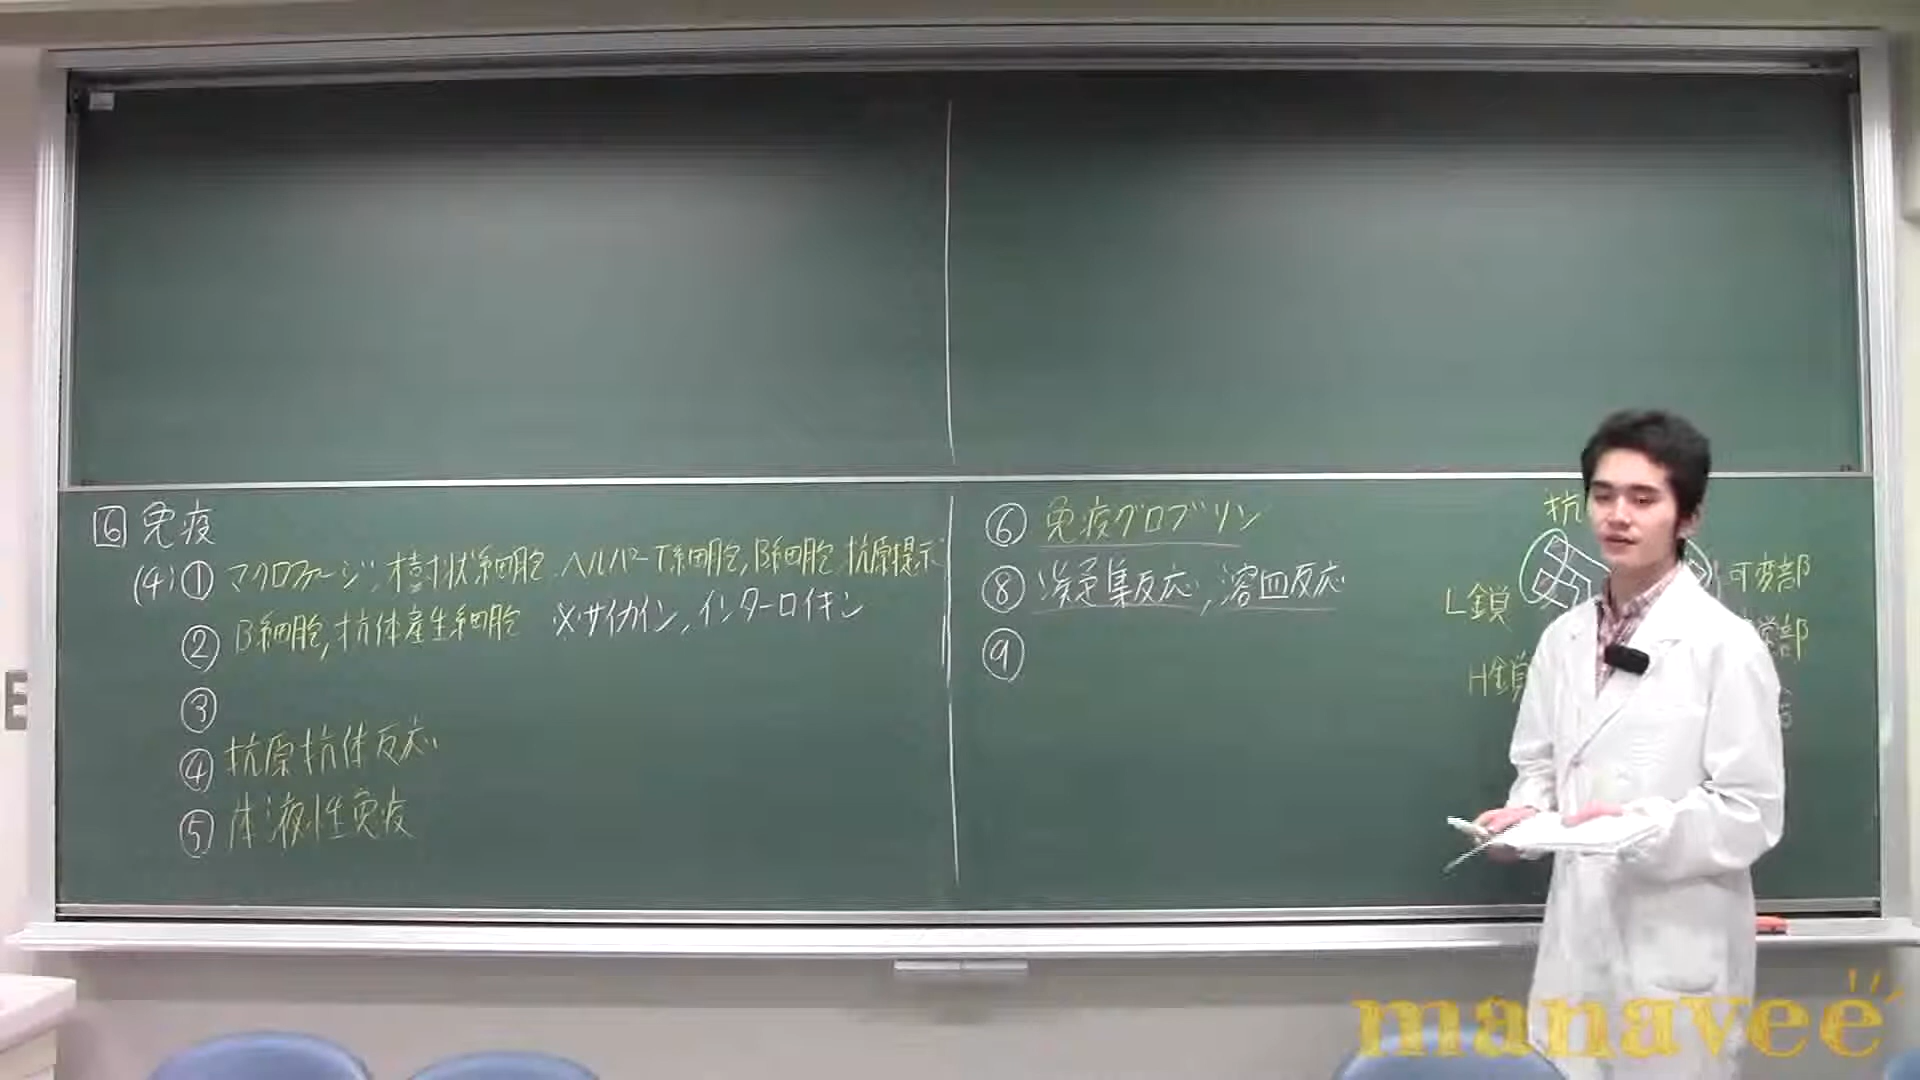 6 免疫
(4) ① マクロファージ, 樹状細胞, ヘルパーT細胞, B細胞, 抗原提示
② B細胞, 抗体産生細胞 ※サイカイン, インターロイキン
③
④ 抗原抗体反応
⑤ 体液性免疫
⑥ 免疫グロブリン
⑧ 凝集反応, 溶血反応
⑨
抗
可変部
L鎖
部
H鎖
manavee